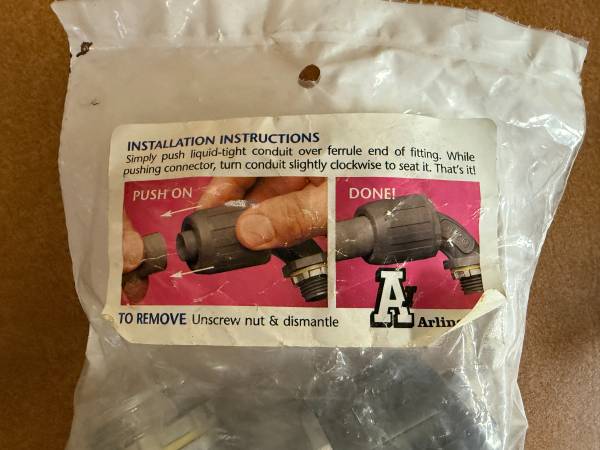 INSTALLATION INSTRUCTIONS
Simply push liquid-tight conduit over ferrule end of fitting. While
pushing connector, turn conduit slightly clockwise to seat it. That's it!
PUSH ON
DONE!
TO REMOVE Unscrew nut & dismantle
A